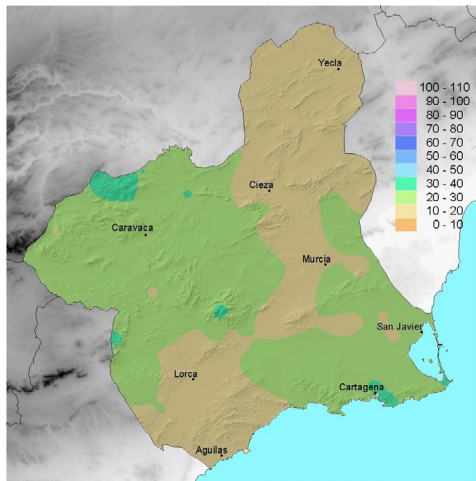 Yecla
100 - 110
90 - 100
80 - 90
70 - 80
60 - 70
50 - 60
40 - 50
30 - 40
20 - 30
10 - 20
0 - 10
Cieza
Caravaca
Murcia
San Javier
Lorca
Cartagena
Aguilas